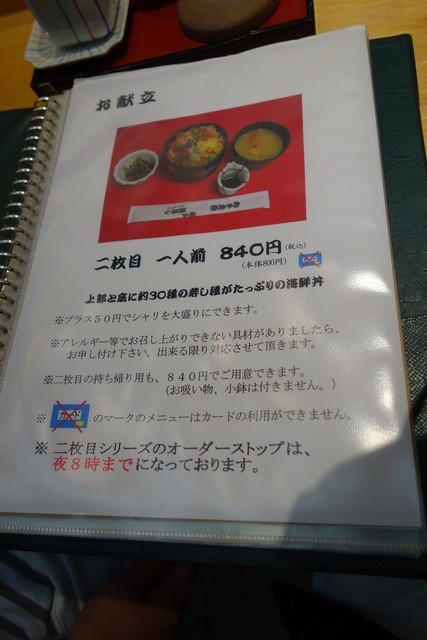 お献立
二枚目 一人前 840円(税込)
(本体800円)
上部と底に約30種の寿し種がたっぷりの海鮮丼
※プラス50円でシャリを大盛りにできます。
※アレルギー等でお召し上がりできない具材がありましたら、
お申し付け下さい。出来る限り対応させて頂きます。
※二枚目の持ち帰り用も、840円でご用意できます。
(お吸い物、小鉢は付きません。)
※ カード のマークのメニューはカードの利用ができません。
※ 二枚目シリーズのオーダーストップは、
夜8時までになっております。